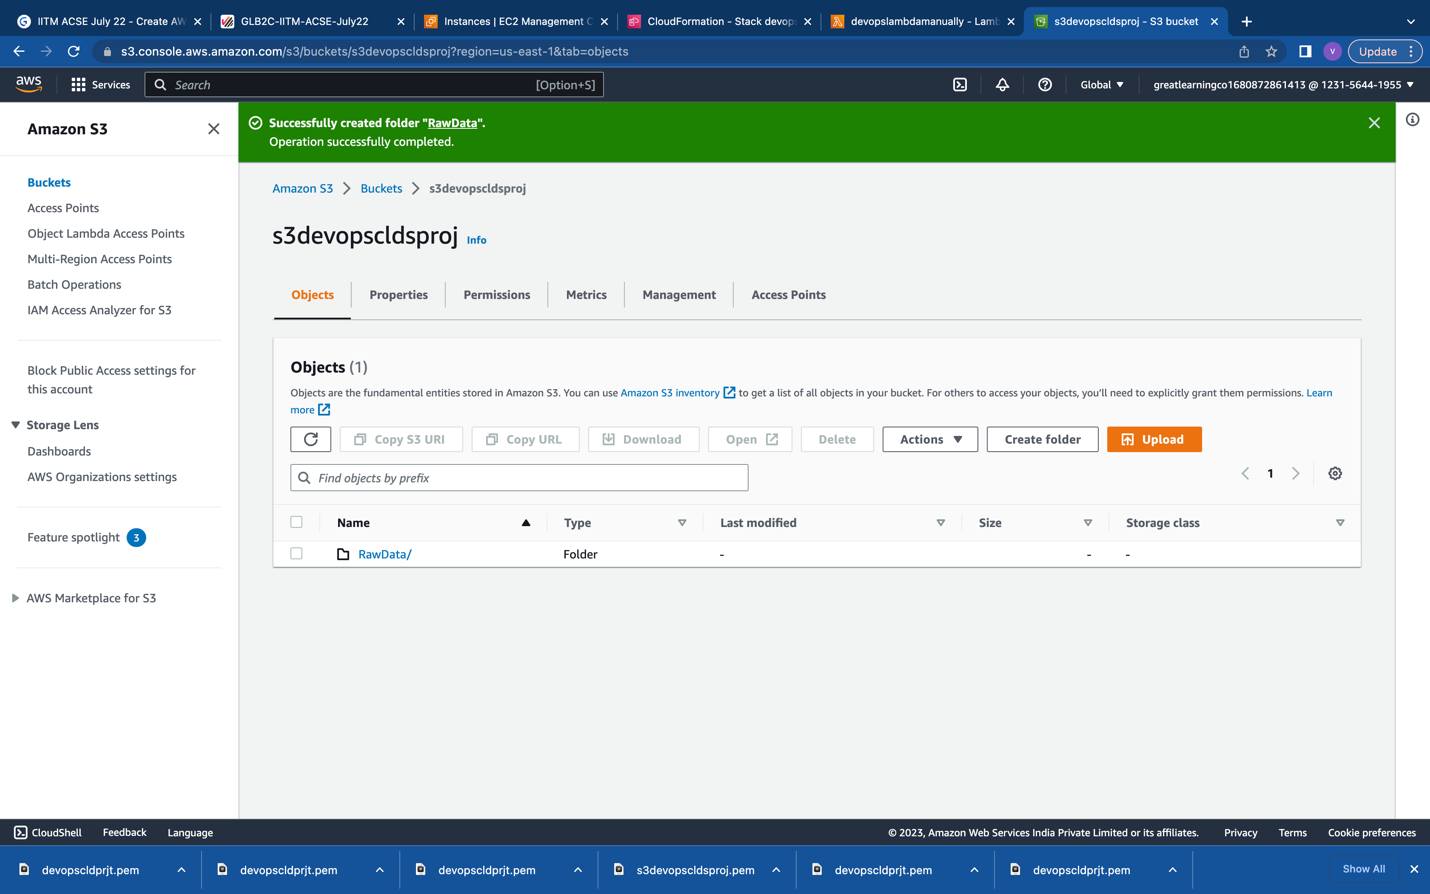 IITM ACSE July 22 - Create AW
GLB2C-IITM-ACSE-July22
Instances | EC2 Management C
CloudFormation - Stack devops
devopslambdamanually - Lamb
s3devopscldsproj - S3 bucket
s3.console.aws.amazon.com/s3/buckets/s3devopscldsproj?region=us-east-1&tab=objects
V
Update
aws
Services
Search
[Option+S]
Global
greatlearningco1680872861413 @ 1231-5644-1955
Amazon S3
Buckets
Access Points
Object Lambda Access Points
Multi-Region Access Points
Batch Operations
IAM Access Analyzer for S3
Block Public Access settings for
this account
Storage Lens
Dashboards
AWS Organizations settings
Feature spotlight 3
AWS Marketplace for S3
Successfully created folder "RawData".
Operation successfully completed.
Amazon S3 > Buckets > s3devopscldsproj
s3devopscldsproj Info
Objects Properties Permissions Metrics Management Access Points
Objects (1)
Objects are the fundamental entities stored in Amazon S3. You can use Amazon S3 inventory to get a list of all objects in your bucket. For others to access your objects, you'll need to explicitly grant them permissions. Learn
more
Copy S3 URI Copy URL Download Open Delete Actions Create folder Upload
Find objects by prefix
1
Name Type Last modified Size Storage class
RawData/ Folder - - -
CloudShell Feedback Language
© 2023, Amazon Web Services India Private Limited or its affiliates. Privacy Terms Cookie preferences
devopscldprjt.pem
devopscldprjt.pem
devopscldprjt.pem
s3devopscldsproj.pem
devopscldprjt.pem
devopscldprjt.pem
Show All